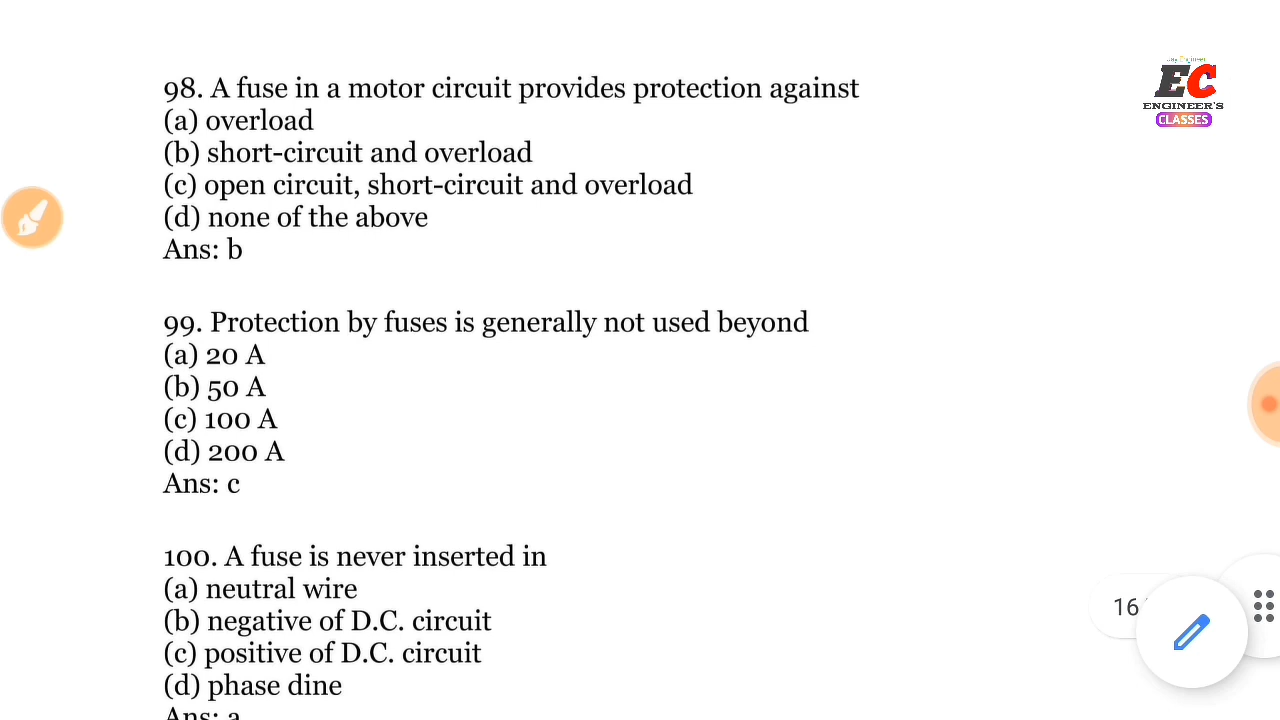 98. A fuse in a motor circuit provides protection against
(a) overload
(b) short-circuit and overload
(c) open circuit, short-circuit and overload
(d) none of the above
Ans: b
99. Protection by fuses is generally not used beyond
(a) 20 A
(b) 50 A
(c) 100 A
(d) 200 A
Ans: c
100. A fuse is never inserted in
(a) neutral wire
(b) negative of D.C. circuit
(c) positive of D.C. circuit
(d) phase dine
Ans: a
EC
ENGINEER'S
CLASSES
16